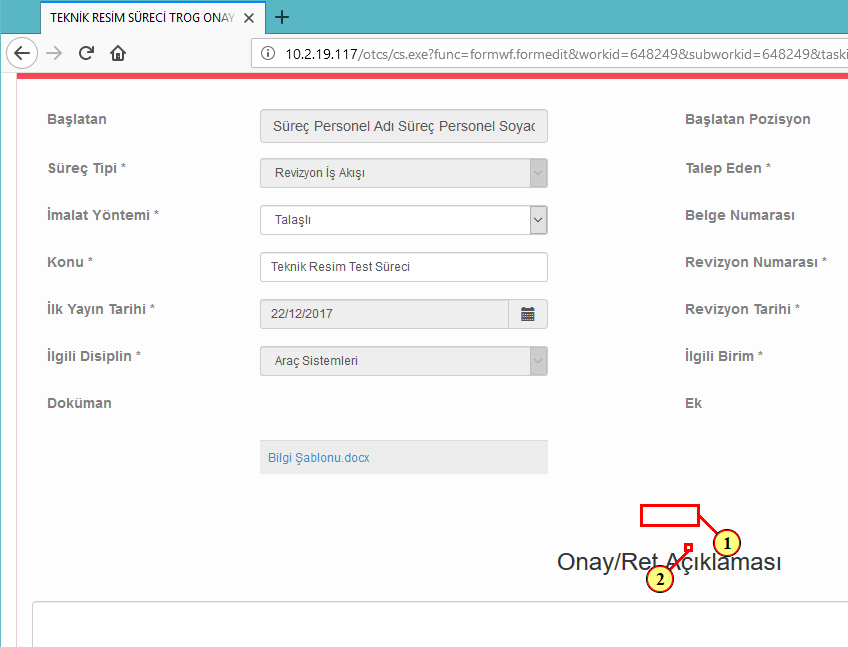 TEKNİK RESİM SÜRECİ TROG ONAY
10.2.19.117/otcs/cs.exe?func=formwf.formedit&workid=648249&subworkid=648249&taski
Başlatan
Süreç Personel Adı Süreç Personel Soyad
Başlatan Pozisyon
Süreç Tipi *
Revizyon İş Akışı
Talep Eden *
İmalat Yöntemi *
Talaşlı
Belge Numarası
Konu *
Teknik Resim Test Süreci
Revizyon Numarası *
İlk Yayın Tarihi *
22/12/2017
Revizyon Tarihi *
İlgili Disiplin *
Araç Sistemleri
İlgili Birim *
Doküman
Ek
Bilgi Şablonu.docx
1
Onay/Ret Açıklaması
2